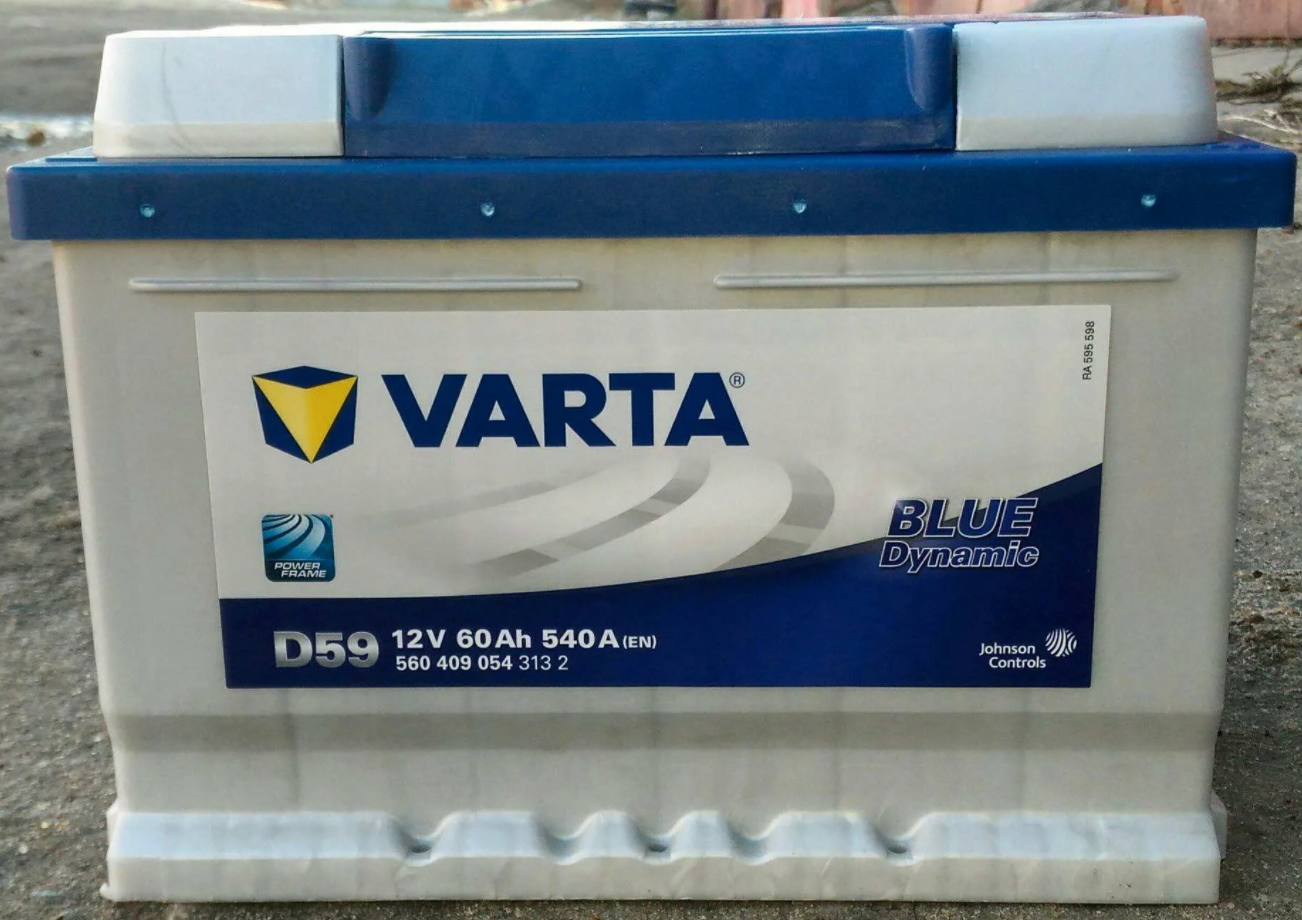 RA 595 598
VARTA®
POWER
FRAME
BLUE
Dynamic
D59
12V 60Ah 540A (EN)
560 409 054 313 2
Johnson
Controls